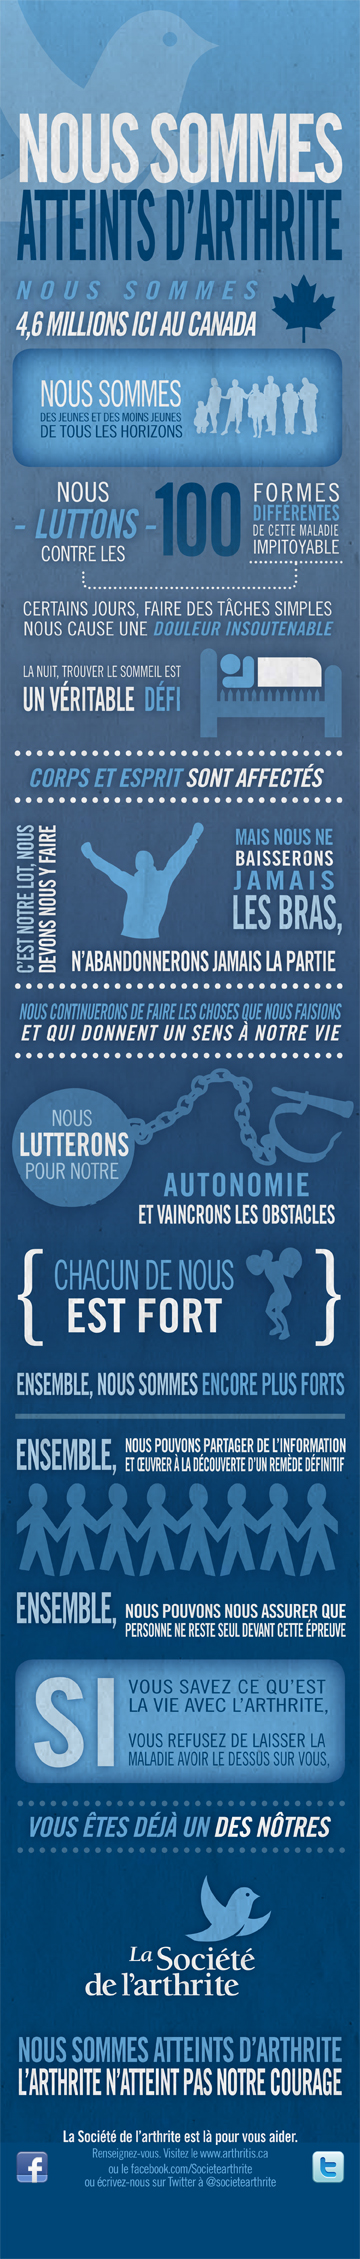 NOUS SOMMES
ATTEINTS D'ARTHRITE
NOUS SOMMES
4,6 MILLIONS ICI AU CANADA
NOUS SOMMES
DES JEUNES ET DES MOINS JEUNES
DE TOUS LES HORIZONS
NOUS
- LUTTONS -
CONTRE LES
100
FORMES
DIFFÉRENTES
DE CETTE MALADIE
IMPITOYABLE
CERTAINS JOURS, FAIRE DES TÂCHES SIMPLES
NOUS CAUSE UNE DOULEUR INSOUTENABLE
LA NUIT, TROUVER LE SOMMEIL EST
UN VÉRITABLE DÉFI
CORPS ET ESPRIT SONT AFFECTÉS
C'EST NOTRE LOT, NOUS
DEVONS NOUS Y FAIRE
MAIS NOUS NE
BAISSERONS
JAMAIS
LES BRAS,
N'ABANDONNERONS JAMAIS LA PARTIE
NOUS CONTINUERONS DE FAIRE LES CHOSES QUE NOUS FAISIONS
ET QUI DONNENT UN SENS À NOTRE VIE
NOUS
LUTTERONS
POUR NOTRE
AUTONOMIE
ET VAINCRONS LES OBSTACLES
{ CHACUN DE NOUS }
EST FORT
ENSEMBLE, NOUS SOMMES ENCORE PLUS FORTS
ENSEMBLE, NOUS POUVONS PARTAGER DE L'INFORMATION
ET ŒUVRER À LA DÉCOUVERTE D'UN REMÈDE DÉFINITIF
ENSEMBLE, NOUS POUVONS NOUS ASSURER QUE
PERSONNE NE RESTE SEUL DEVANT CETTE ÉPREUVE
SI
VOUS SAVEZ CE QU'EST
LA VIE AVEC L'ARTHRITE,
VOUS REFUSEZ DE LAISSER LA
MALADIE AVOIR LE DESSUS SUR VOUS,
VOUS ÊTES DÉJÀ UN DES NÔTRES
La Société
de l'arthrite
NOUS SOMMES ATTEINTS D'ARTHRITE
L'ARTHRITE N'ATTEINT PAS NOTRE COURAGE
La Société de l'arthrite est là pour vous aider.
Renseignez-vous. Visitez le www.arthritis.ca
ou le facebook.com/Societearthrite
ou écrivez-nous sur Twitter à @societearthrite